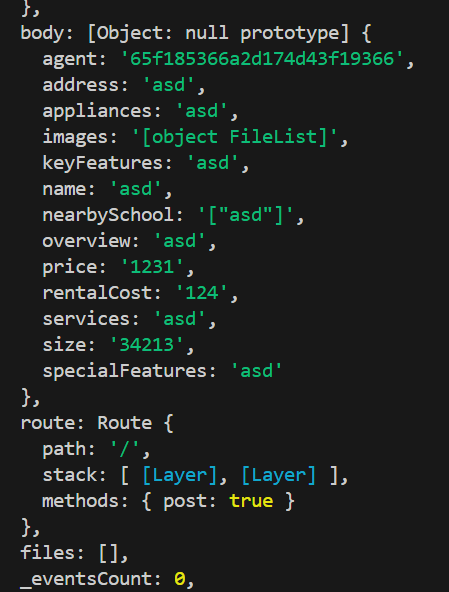 },
body: [Object: null prototype] {
agent: '65f185366a2d174d43f19366',
address: 'asd',
appliances: 'asd',
images: '[object FileList]',
keyFeatures: 'asd',
name: 'asd',
nearbySchool: '["asd"]',
overview: 'asd',
price: '1231',
rentalCost: '124',
services: 'asd',
size: '34213',
specialFeatures: 'asd'
},
route: Route {
path: '/',
stack: [ [Layer], [Layer] ],
methods: { post: true }
},
files: [],
_eventsCount: 0,